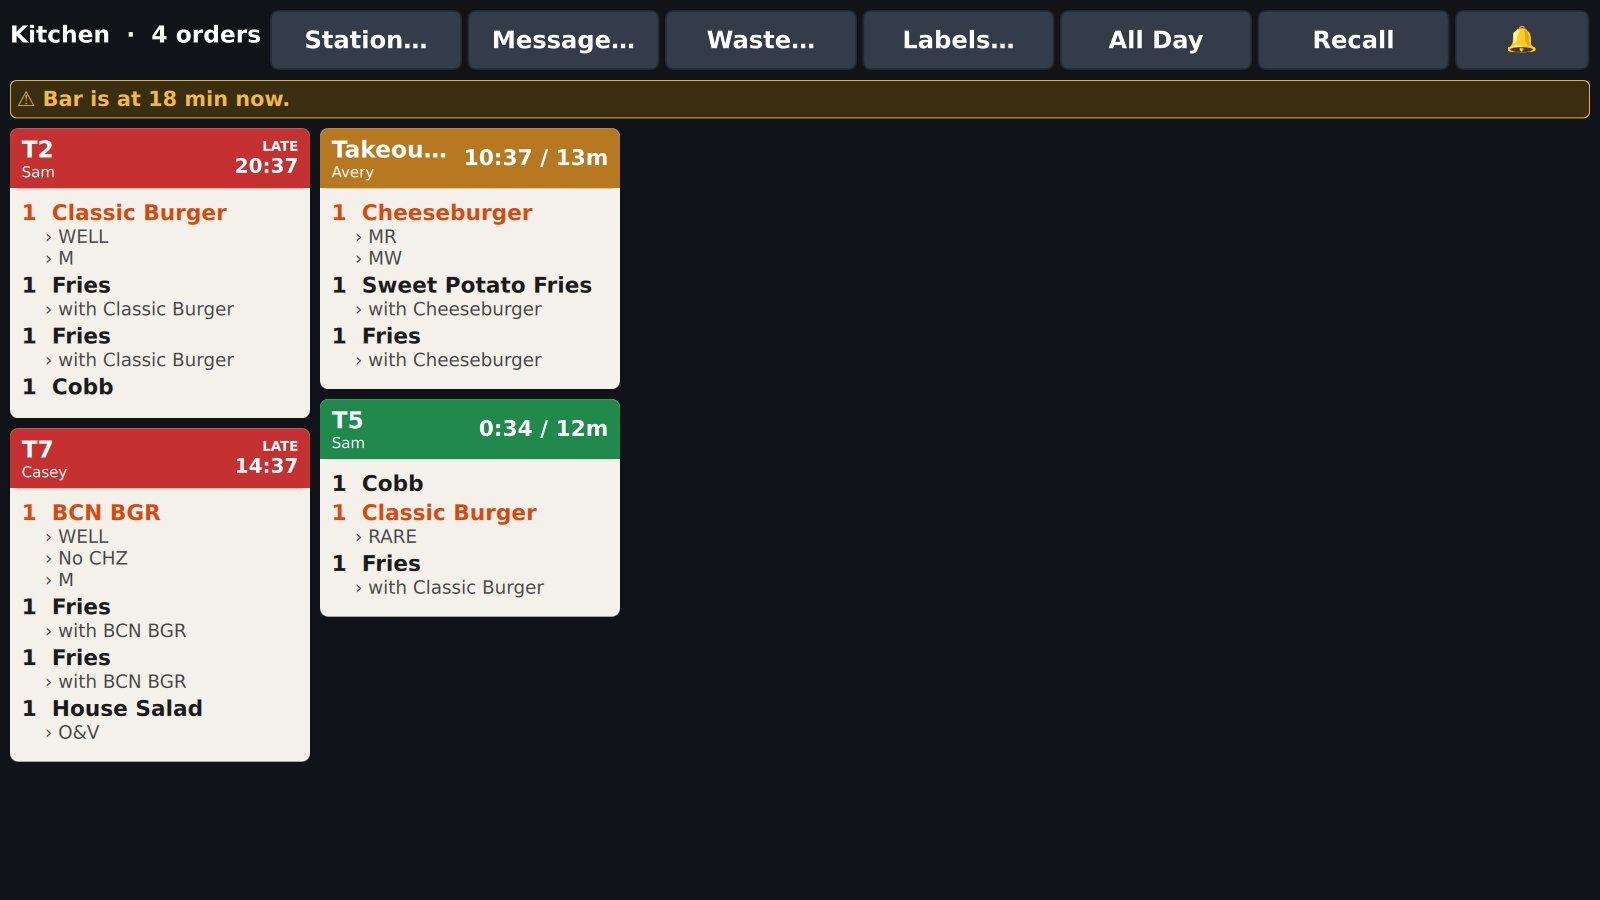 Kitchen · 4 orders
Station…
Message…
Waste…
Labels…
All Day
Recall
⚠ Bar is at 18 min now.
T2
Sam
LATE
20:37
1 Classic Burger
› WELL
› M
1 Fries
› with Classic Burger
1 Fries
› with Classic Burger
1 Cobb
T7
Casey
LATE
14:37
1 BCN BGR
› WELL
› No CHZ
› M
1 Fries
› with BCN BGR
1 Fries
› with BCN BGR
1 House Salad
› O&V
Takeou…
Avery
10:37 / 13m
1 Cheeseburger
› MR
› MW
1 Sweet Potato Fries
› with Cheeseburger
1 Fries
› with Cheeseburger
T5
Sam
0:34 / 12m
1 Cobb
1 Classic Burger
› RARE
1 Fries
› with Classic Burger